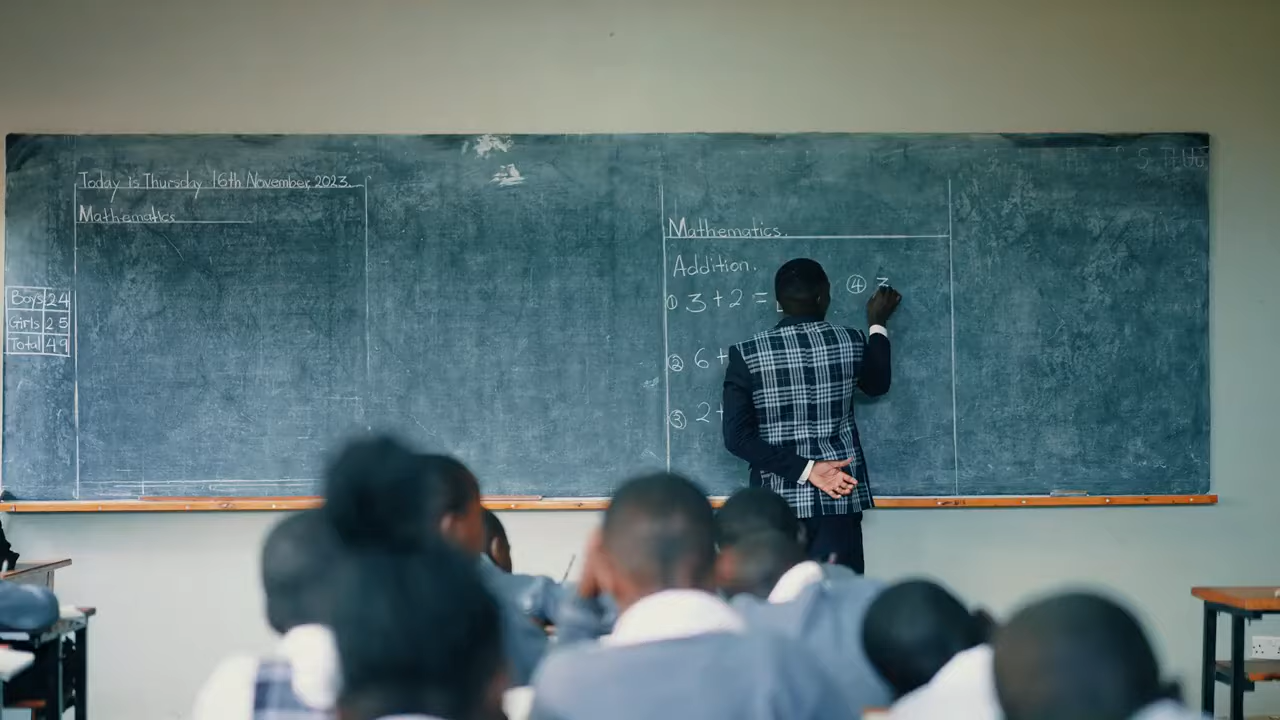 Today is Thursday 16th November, 2023.
Mathematics
Boys 24
Girls 25
Total 49
Mathematics.
Addition.
① 3 + 2 =
② 6 +
③ 2 +
④ 3